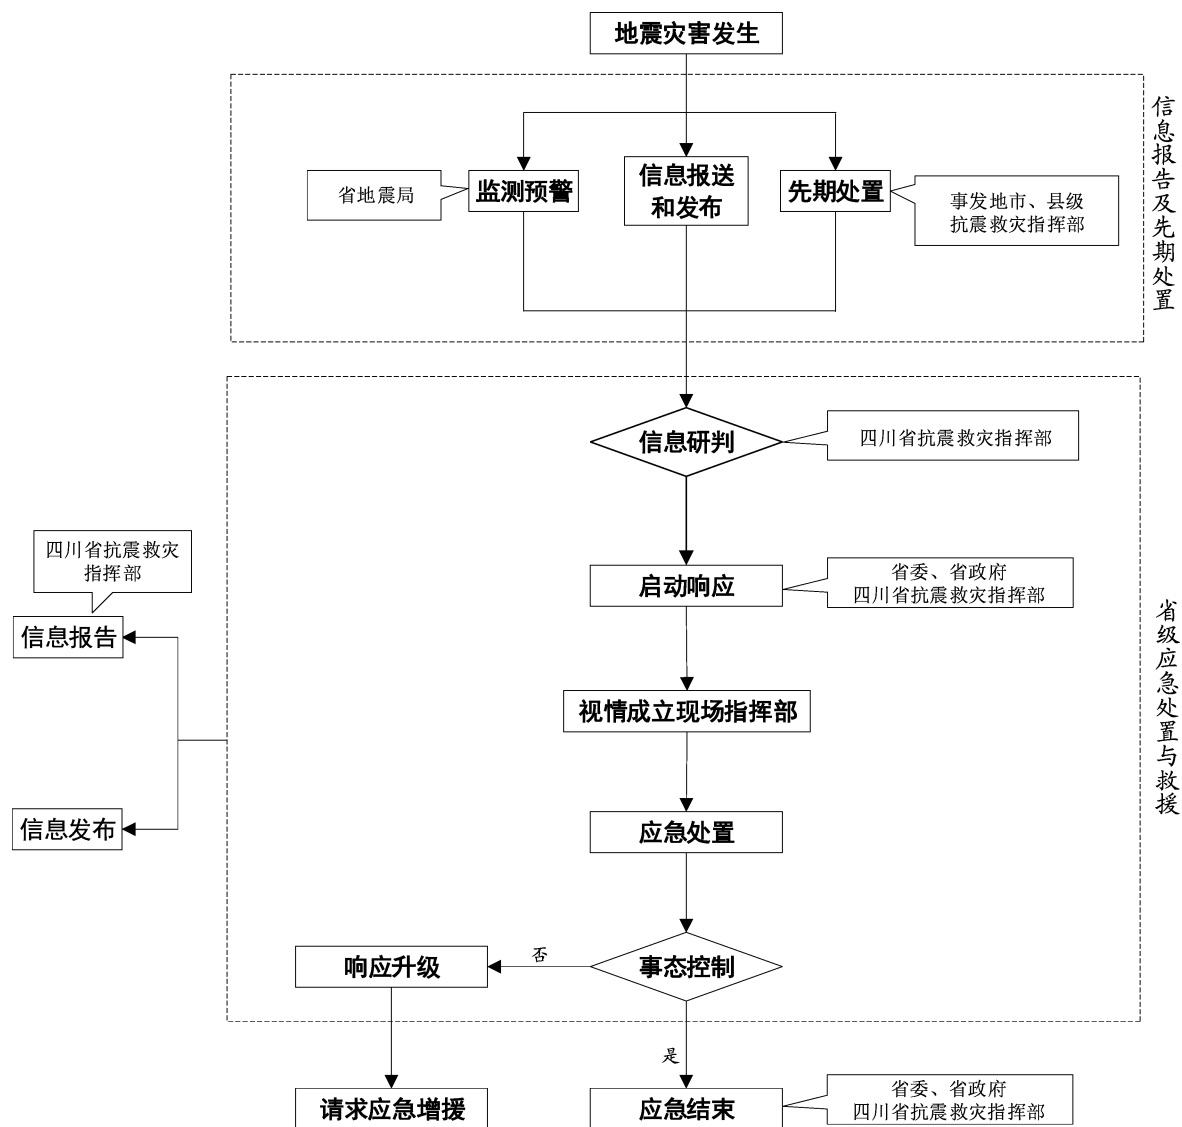 地震灾害发生
信息报告及先期处置
省地震局
监测预警
信息报送
和发布
先期处置
事发地市、县级
抗震救灾指挥部
信息研判
四川省抗震救灾指挥部
四川省抗震救灾
指挥部
启动响应
省委、省政府
四川省抗震救灾指挥部
信息报告
省级应急处置与救援
视情成立现场指挥部
信息发布
应急处置
响应升级
否
事态控制
是
请求应急增援
应急结束
省委、省政府
四川省抗震救灾指挥部